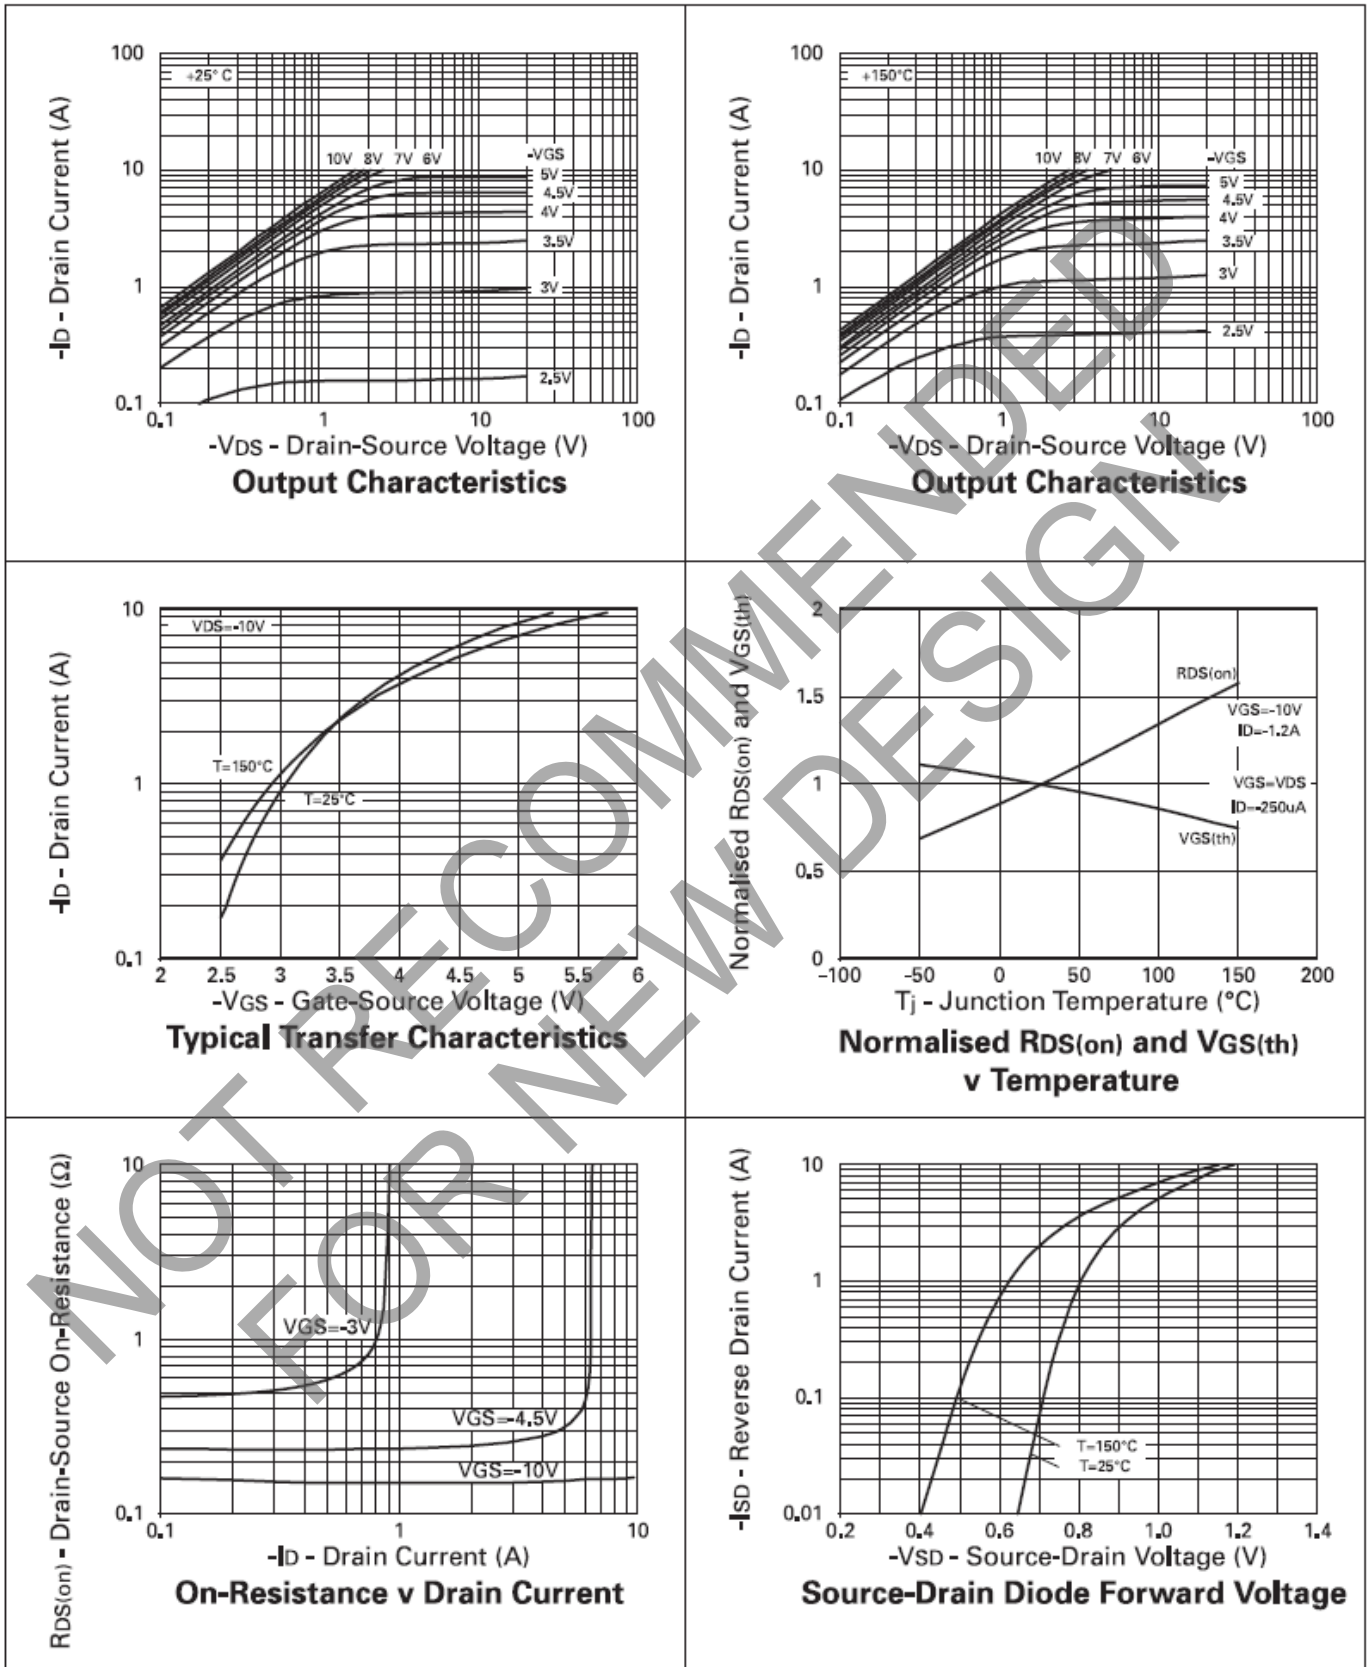 100
10
1
0.1
+25° C
10V 8V 7V 6V
-VGS
5V
4.5V
4V
3.5V
3V
2.5V
0.1 1 10 100
-ID - Drain Current (A)
-VDS - Drain-Source Voltage (V)
Output Characteristics
100
10
1
0.1
+150°C
10V 8V 7V 6V
-VGS
5V
4.5V
4V
3.5V
3V
2.5V
0.1 1 10 100
-ID - Drain Current (A)
-VDS - Drain-Source Voltage (V)
Output Characteristics
10
1
0.1
VDS=-10V
T=150°C
T=25°C
2 2.5 3 3.5 4 4.5 5 5.5 6
-ID - Drain Current (A)
-VGS - Gate-Source Voltage (V)
Typical Transfer Characteristics
2
1.5
1
0.5
0
RDS(on)
VGS=-10V
ID=-1.2A
VGS=VDS
ID=-250uA
VGS(th)
-100 -50 0 50 100 150 200
Normalised RDS(on) and VGS(th)
Tj - Junction Temperature (°C)
Normalised RDS(on) and VGS(th)
v Temperature
10
1
0.1
VGS=-3V
VGS=-4.5V
VGS=-10V
0.1 1 10
RDS(on) - Drain-Source On-Resistance (Ω)
-ID - Drain Current (A)
On-Resistance v Drain Current
10
1
0.1
0.01
T=150°C
T=25°C
0.2 0.4 0.6 0.8 1.0 1.2 1.4
-ISD - Reverse Drain Current (A)
-VSD - Source-Drain Voltage (V)
Source-Drain Diode Forward Voltage
NOT RECOMMENDED
FOR NEW DESIGN